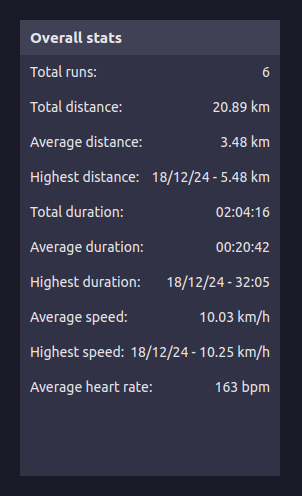 Overall stats
Total runs: 6
Total distance: 20.89 km
Average distance: 3.48 km
Highest distance: 18/12/24 - 5.48 km
Total duration: 02:04:16
Average duration: 00:20:42
Highest duration: 18/12/24 - 32:05
Average speed: 10.03 km/h
Highest speed: 18/12/24 - 10.25 km/h
Average heart rate: 163 bpm